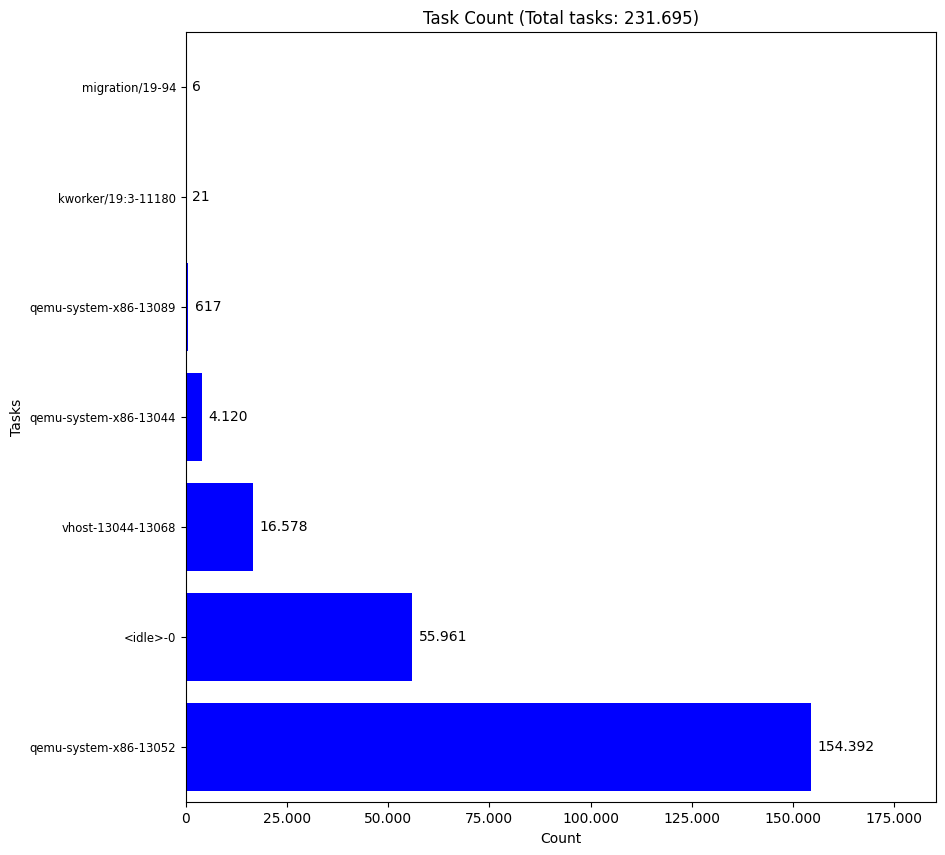 Task Count (Total tasks: 231.695)
migration/19-94 6
kworker/19:3-11180 21
qemu-system-x86-13089 617
qemu-system-x86-13044 4.120
vhost-13044-13068 16.578
<idle>-0 55.961
qemu-system-x86-13052 154.392
Tasks
0 25.000 50.000 75.000 100.000 125.000 150.000 175.000
Count